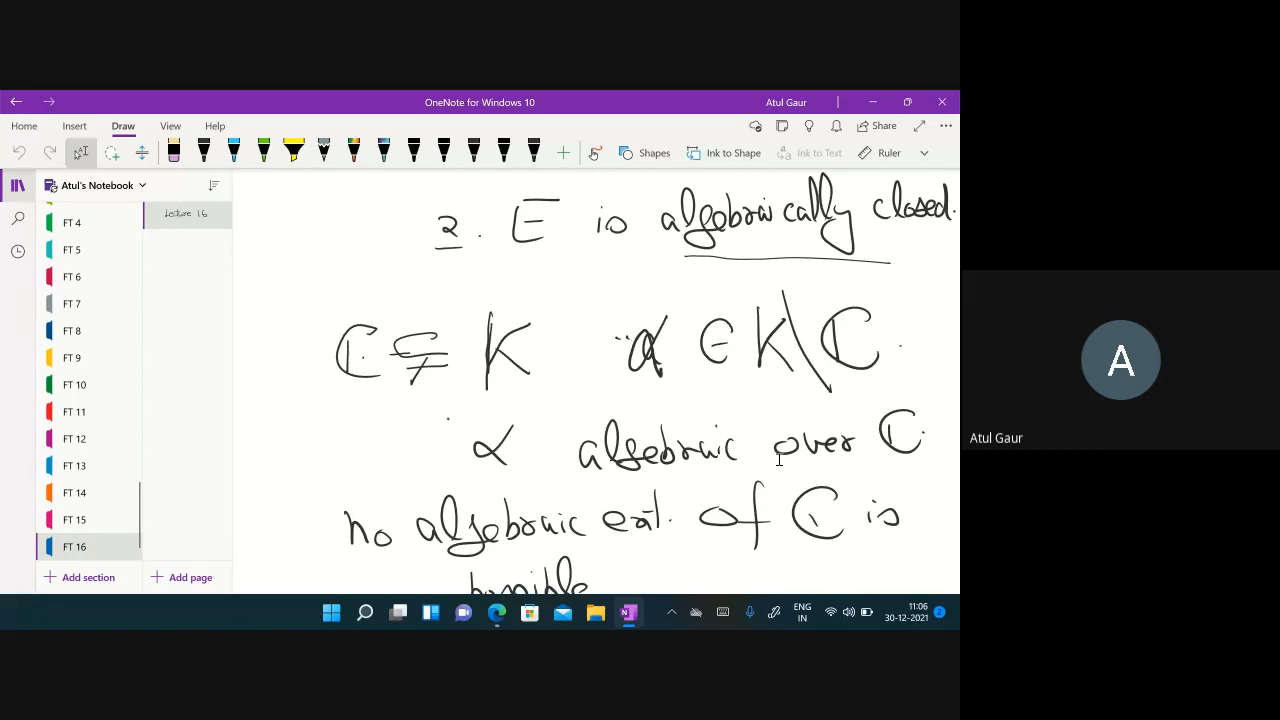 OneNote for Windows 10
Atul Gaur
Home Insert Draw View Help
Share
Shapes Ink to Shape Ink to Text Ruler
Atul's Notebook
Lecture 16
FT 4
FT 5
FT 6
FT 7
FT 8
FT 9
FT 10
FT 11
FT 12
FT 13
FT 14
FT 15
FT 16
Add section Add page
2. E is algebraically closed.
ℂ ⊊ K α ∈ K\ℂ.
α algebraic over ℂ.
no algebraic ext. of ℂ is
possible
ENG
IN
11:06
30-12-2021
2
A
Atul Gaur